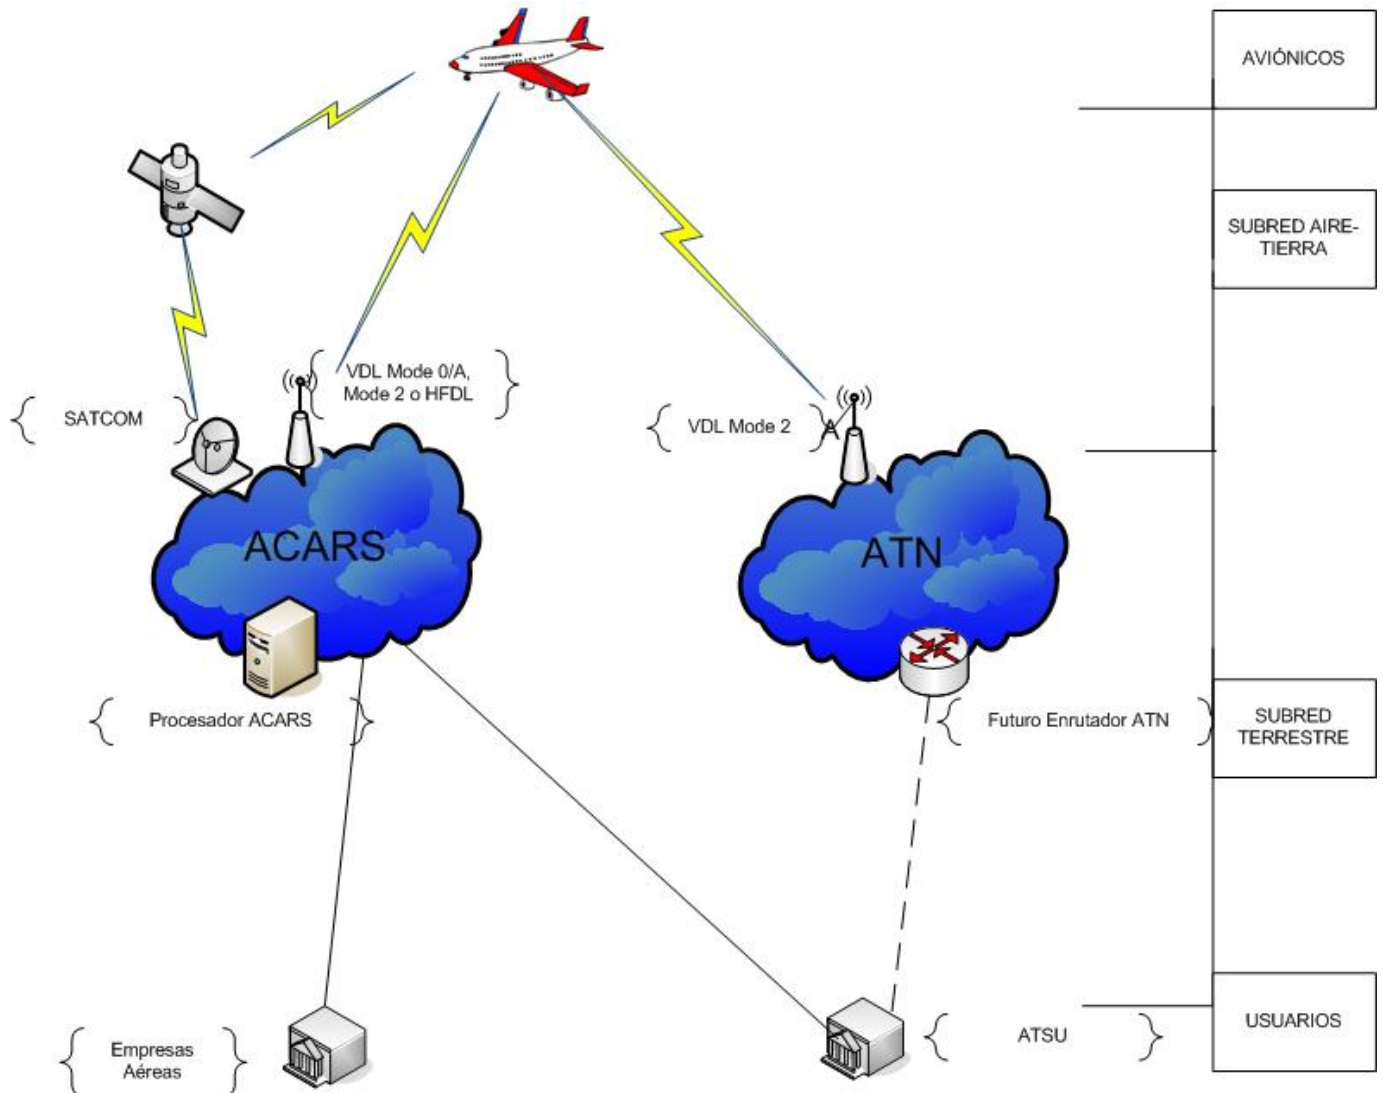 AVIÓNICOS
SUBRED AIRE-
TIERRA
VDL Mode 0/A,
Mode 2 o HFDL
SATCOM
VDL Mode 2
A
ACARS
ATN
Procesador ACARS
Futuro Enrutador ATN
SUBRED
TERRESTRE
Empresas
Aéreas
ATSU
USUARIOS